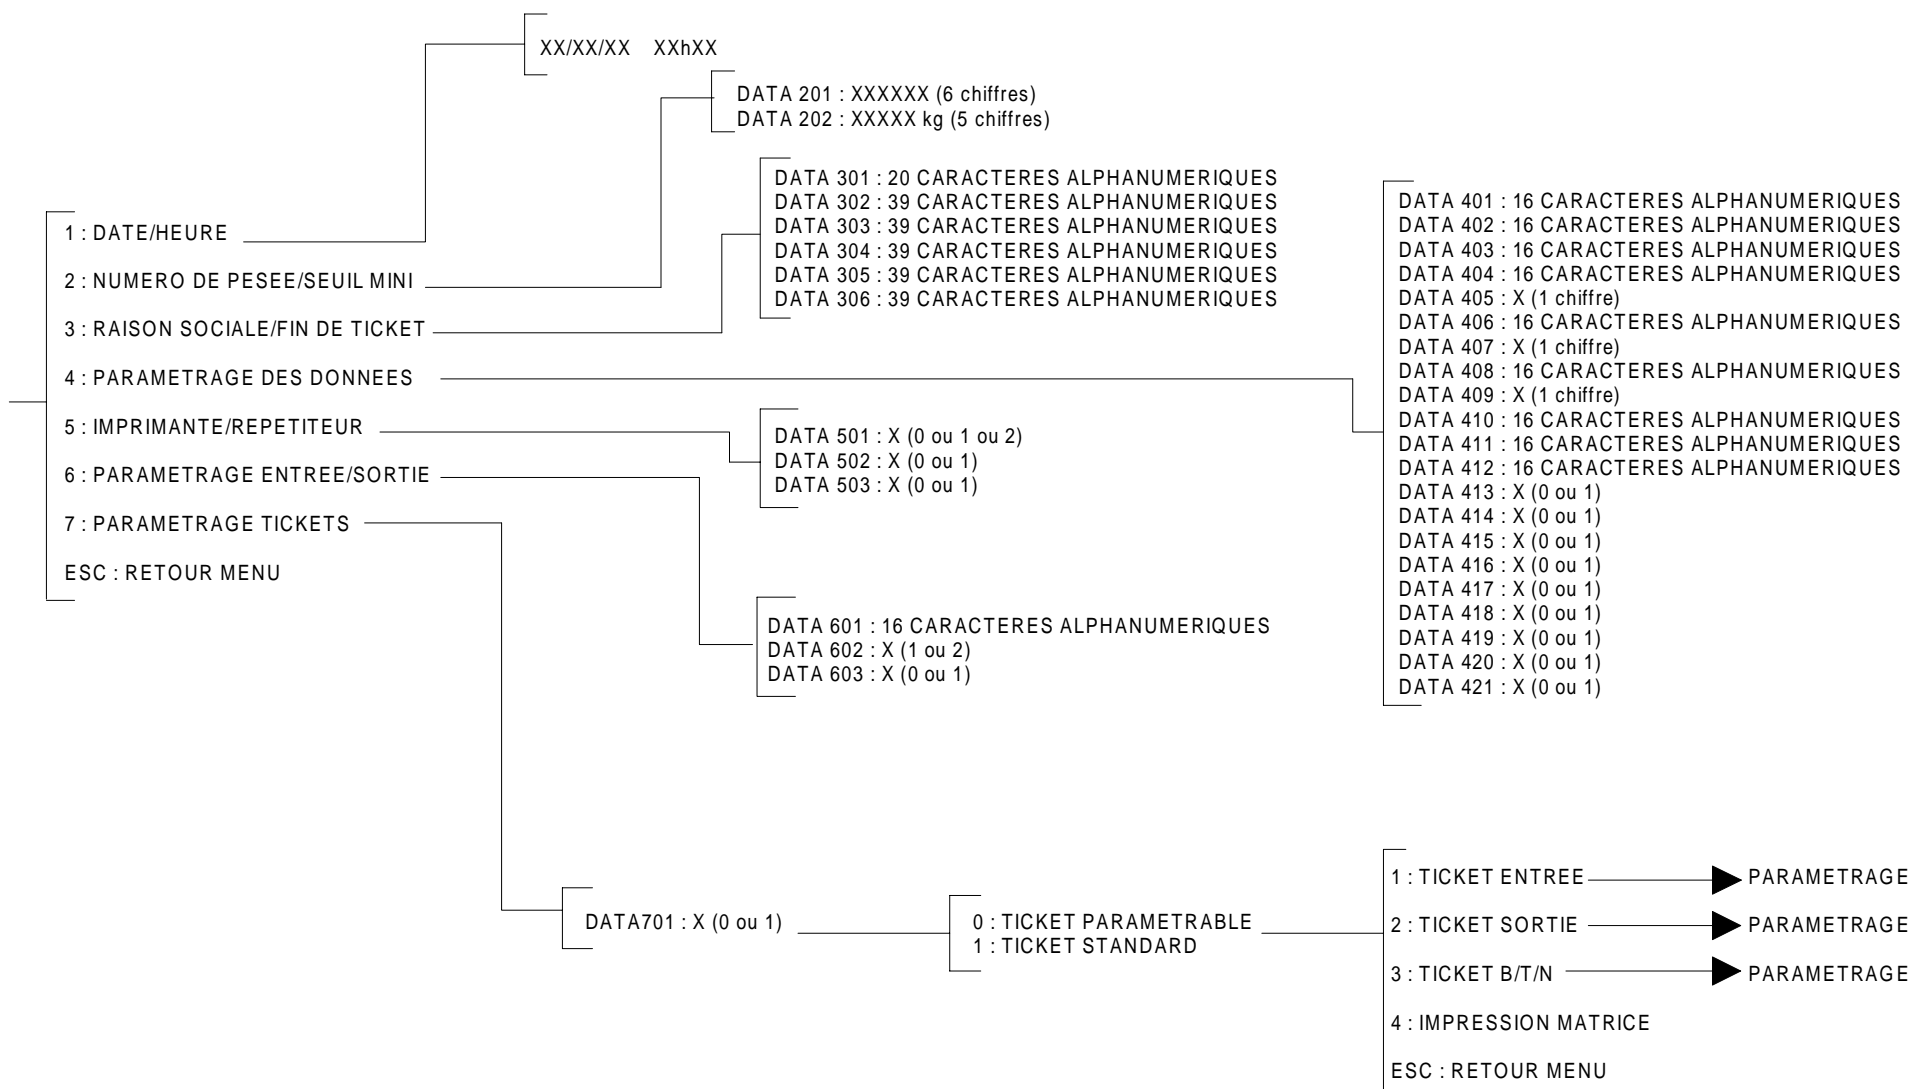 XX/XX/XX XXhXX
DATA 201 : XXXXXX (6 chiffres)
DATA 202 : XXXXX kg (5 chiffres)
1 : DATE/HEURE
2 : NUMERO DE PESEE/SEUIL MINI
3 : RAISON SOCIALE/FIN DE TICKET
4 : PARAMETRAGE DES DONNEES
5 : IMPRIMANTE/REPETITEUR
6 : PARAMETRAGE ENTREE/SORTIE
7 : PARAMETRAGE TICKETS
ESC : RETOUR MENU
DATA 301 : 20 CARACTERES ALPHANUMERIQUES
DATA 302 : 39 CARACTERES ALPHANUMERIQUES
DATA 303 : 39 CARACTERES ALPHANUMERIQUES
DATA 304 : 39 CARACTERES ALPHANUMERIQUES
DATA 305 : 39 CARACTERES ALPHANUMERIQUES
DATA 306 : 39 CARACTERES ALPHANUMERIQUES
DATA 401 : 16 CARACTERES ALPHANUMERIQUES
DATA 402 : 16 CARACTERES ALPHANUMERIQUES
DATA 403 : 16 CARACTERES ALPHANUMERIQUES
DATA 404 : 16 CARACTERES ALPHANUMERIQUES
DATA 405 : X (1 chiffre)
DATA 406 : 16 CARACTERES ALPHANUMERIQUES
DATA 407 : X (1 chiffre)
DATA 408 : 16 CARACTERES ALPHANUMERIQUES
DATA 409 : X (1 chiffre)
DATA 410 : 16 CARACTERES ALPHANUMERIQUES
DATA 411 : 16 CARACTERES ALPHANUMERIQUES
DATA 412 : 16 CARACTERES ALPHANUMERIQUES
DATA 413 : X (0 ou 1)
DATA 414 : X (0 ou 1)
DATA 415 : X (0 ou 1)
DATA 416 : X (0 ou 1)
DATA 417 : X (0 ou 1)
DATA 418 : X (0 ou 1)
DATA 419 : X (0 ou 1)
DATA 420 : X (0 ou 1)
DATA 421 : X (0 ou 1)
DATA 501 : X (0 ou 1 ou 2)
DATA 502 : X (0 ou 1)
DATA 503 : X (0 ou 1)
DATA 601 : 16 CARACTERES ALPHANUMERIQUES
DATA 602 : X (1 ou 2)
DATA 603 : X (0 ou 1)
DATA701 : X (0 ou 1)
0 : TICKET PARAMETRABLE
1 : TICKET STANDARD
1 : TICKET ENTREE PARAMETRAGE
2 : TICKET SORTIE PARAMETRAGE
3 : TICKET B/T/N PARAMETRAGE
4 : IMPRESSION MATRICE
ESC : RETOUR MENU